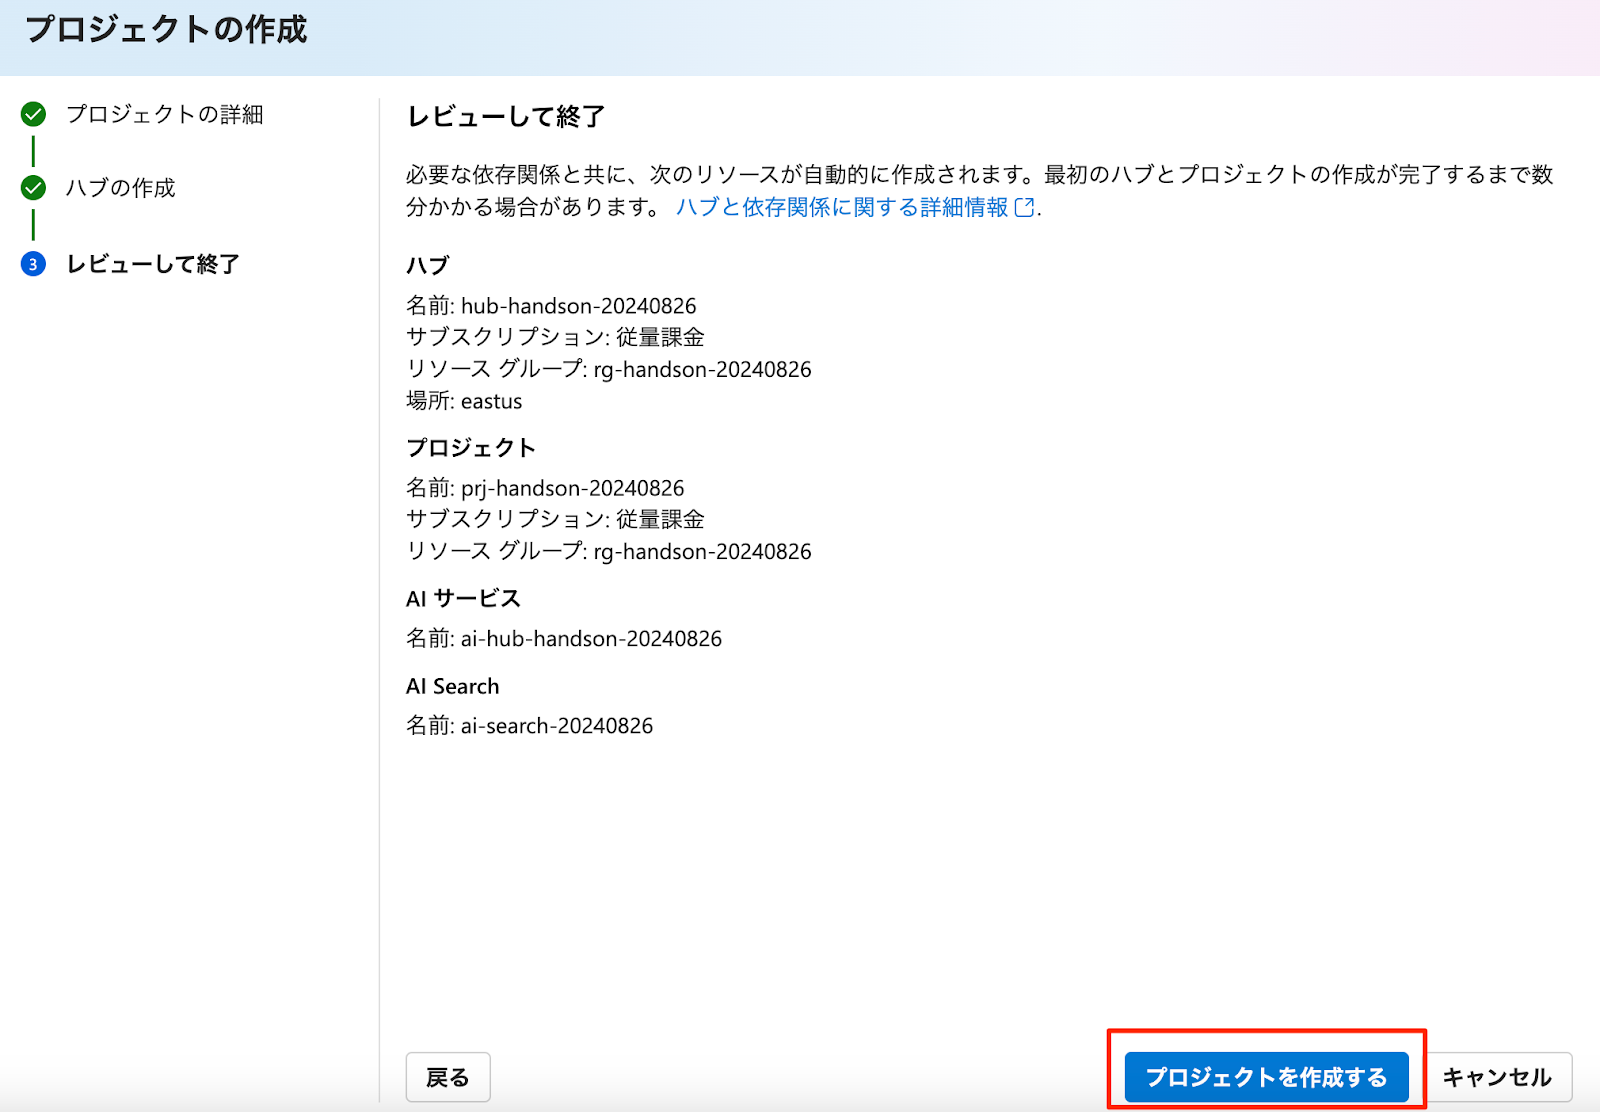 プロジェクトの作成
プロジェクトの詳細
ハブの作成
3 レビューして終了
レビューして終了
必要な依存関係と共に、次のリソースが自動的に作成されます。最初のハブとプロジェクトの作成が完了するまで数
分かかる場合があります。 ハブと依存関係に関する詳細情報.
ハブ
名前: hub-handson-20240826
サブスクリプション: 従量課金
リソース グループ: rg-handson-20240826
場所: eastus
プロジェクト
名前: prj-handson-20240826
サブスクリプション: 従量課金
リソース グループ: rg-handson-20240826
AI サービス
名前: ai-hub-handson-20240826
AI Search
名前: ai-search-20240826
戻る
プロジェクトを作成する
キャンセル